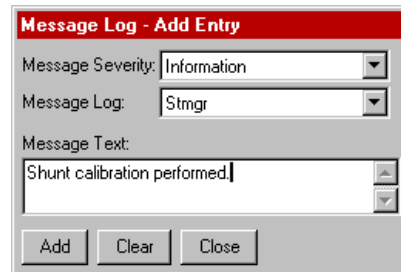 Message Log - Add Entry
Message Severity: Information
Message Log: Stmgr
Message Text:
Shunt calibration performed.
Add Clear Close